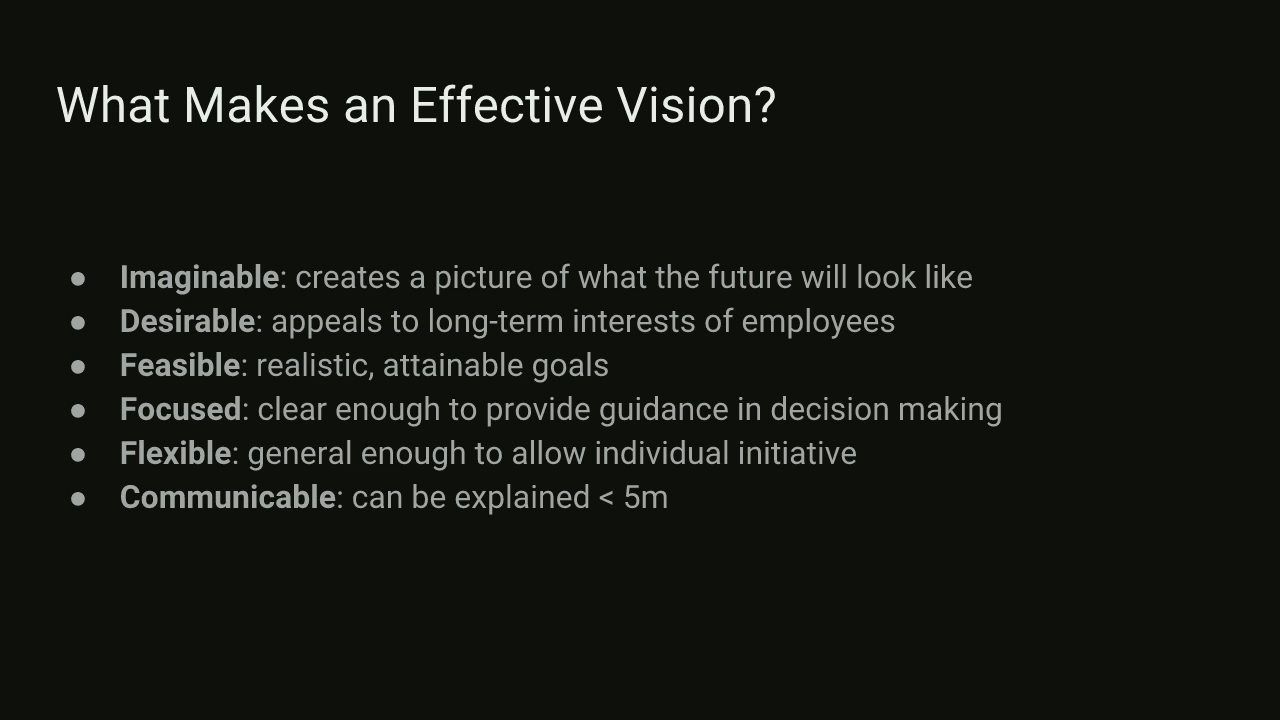 What Makes an Effective Vision?
● Imaginable: creates a picture of what the future will look like
● Desirable: appeals to long-term interests of employees
● Feasible: realistic, attainable goals
● Focused: clear enough to provide guidance in decision making
● Flexible: general enough to allow individual initiative
● Communicable: can be explained < 5m